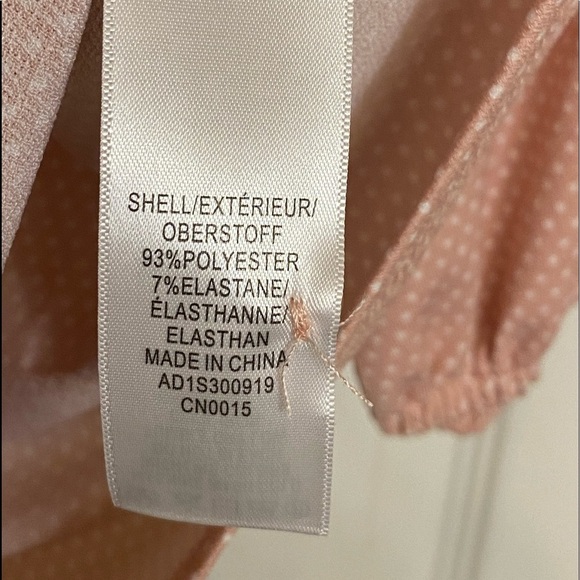 SHELL/EXTÉRIEUR/
OBERSTOFF
93%POLYESTER
7%ELASTANE/
ÉLASTHANNE/
ELASTHAN
MADE IN CHINA
AD1S300919
CN0015